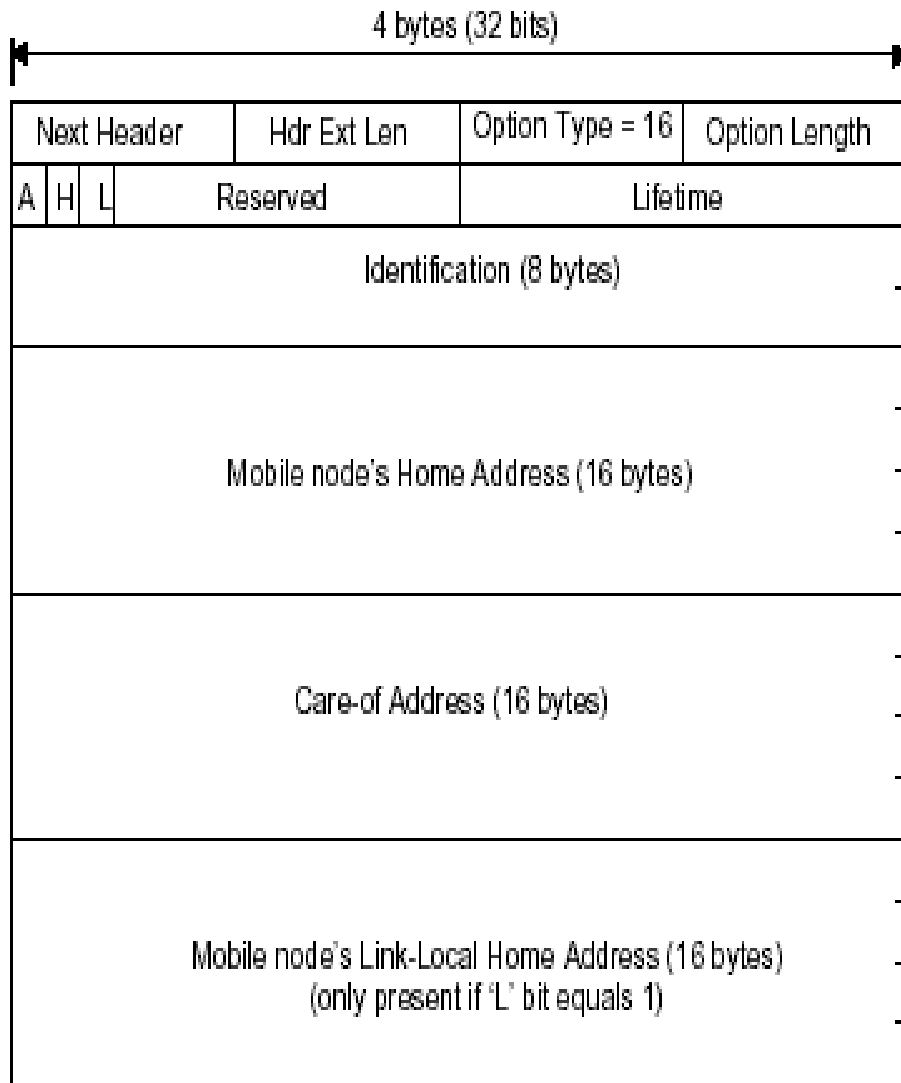 4 bytes (32 bits)
Next Header Hdr Ext Len Option Type = 16 Option Length
A H L Reserved Lifetime
Identification (8 bytes)
Mobile node's Home Address (16 bytes)
Care-of Address (16 bytes)
Mobile node's Link-Local Home Address (16 bytes)
(only present if 'L' bit equals 1)